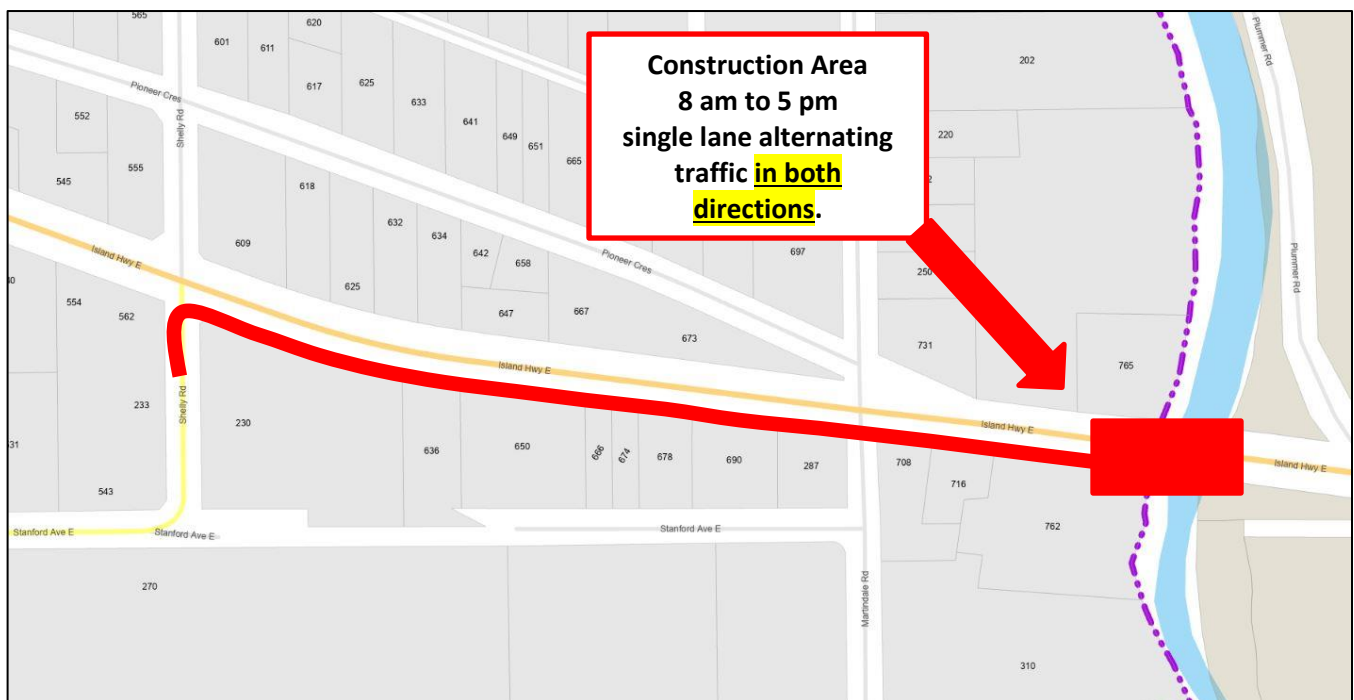 565
620
601
611
617
625
633
641
649
651
665
552
555
545
Pioneer Cres
Shelly Rd
Construction Area
8 am to 5 pm
single lane alternating
traffic in both
directions.
202
220
250
697
Plummer Rd
Plummer Rd
618
609
625
632
634
642
658
647
667
673
Pioneer Cres
731
765
Island Hwy E
Island Hwy E
Island Hwy E
Island Hwy E
554
562
233
230
543
Shelly Rd
636
650
666
674
678
690
287
708
716
762
Stanford Ave E
Stanford Ave E
Stanford Ave E
Martindale Rd
270
310